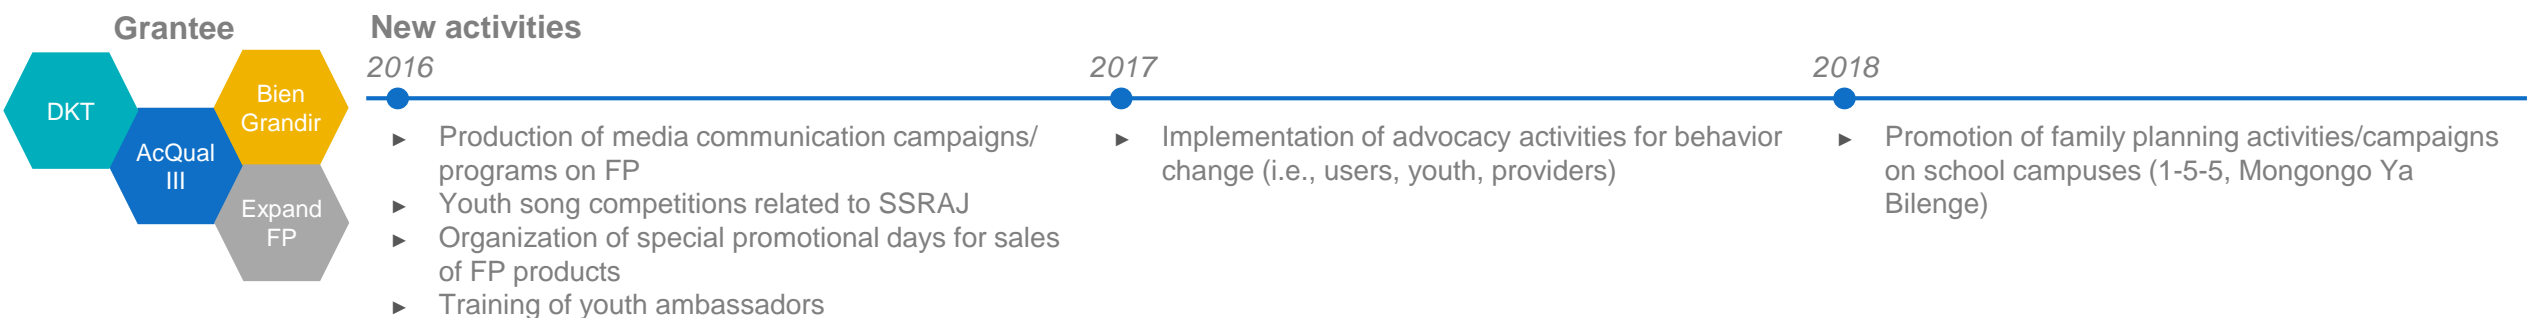 Grantee
DKT
Bien
Grandir
AcQual
III
Expand
FP
New activities
2016
► Production of media communication campaigns/
programs on FP
► Youth song competitions related to SSRAJ
► Organization of special promotional days for sales
of FP products
► Training of youth ambassadors
2017
► Implementation of advocacy activities for behavior
change (i.e., users, youth, providers)
2018
► Promotion of family planning activities/campaigns
on school campuses (1-5-5, Mongongo Ya
Bilenge)